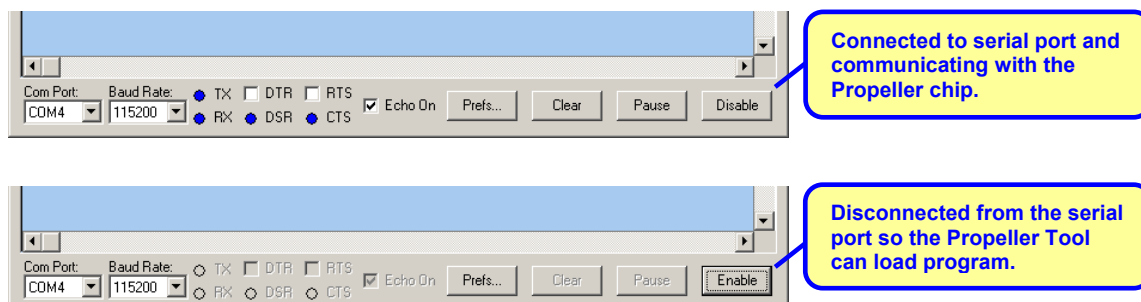 Connected to serial port and
communicating with the
Propeller chip.
Com Port: Baud Rate: TX DTR RTS
COM4 115200 RX DSR CTS Echo On Prefs... Clear Pause Disable
Disconnected from the serial
port so the Propeller Tool
can load program.
Com Port: Baud Rate: TX DTR RTS
COM4 115200 RX DSR CTS Echo On Prefs... Clear Pause Enable